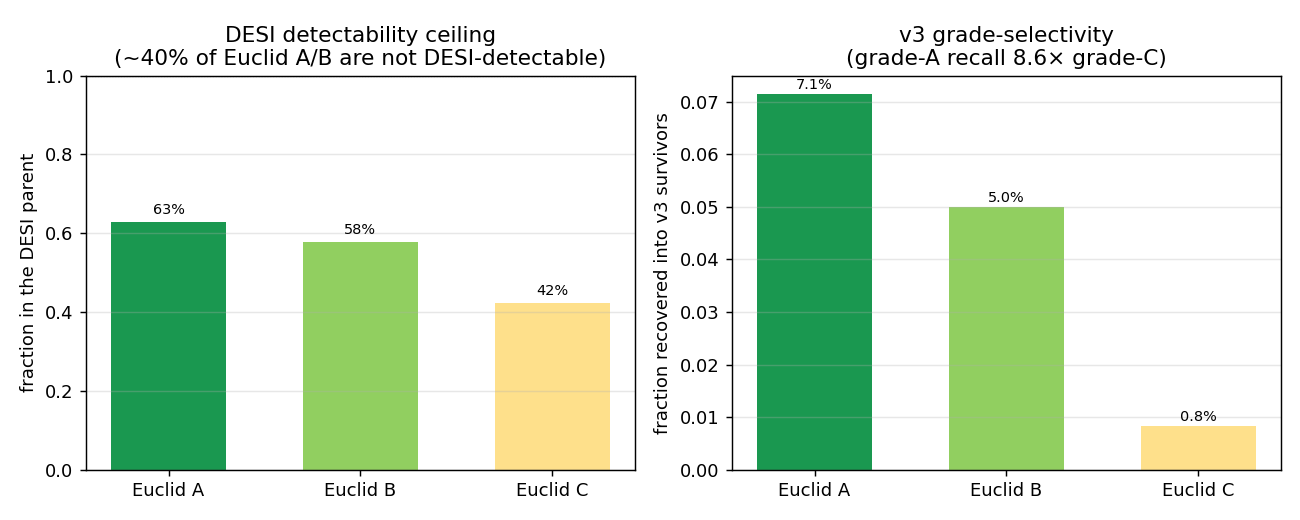 DESI detectability ceiling
(~40% of Euclid A/B are not DESI-detectable)
fraction in the DESI parent
1.0
0.8
0.6
0.4
0.2
0.0
63%
58%
42%
Euclid A
Euclid B
Euclid C
v3 grade-selectivity
(grade-A recall 8.6× grade-C)
fraction recovered into v3 survivors
0.07
0.06
0.05
0.04
0.03
0.02
0.01
0.00
7.1%
5.0%
0.8%
Euclid A
Euclid B
Euclid C